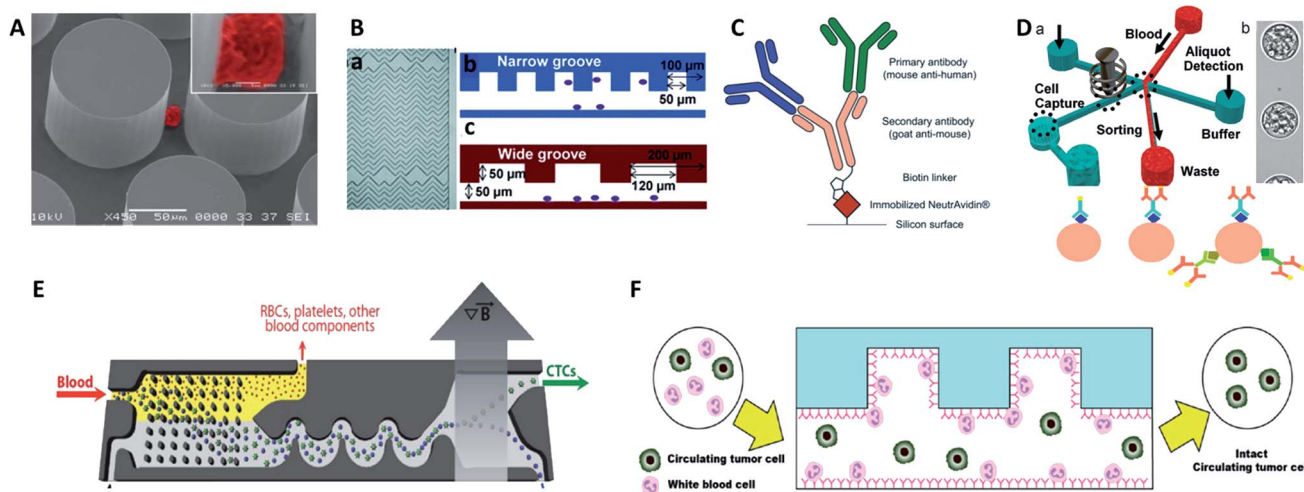 A
10kV X450 50µm 0000 33 37 SEI
B
a
b
Narrow groove
100 µm
50 µm
c
Wide groove
200 µm
50 µm
50 µm
120 µm
C
Primary antibody
(mouse anti-human)
Secondary antibody
(goat anti-mouse)
Biotin linker
Immobilized NeutrAvidin®
Silicon surface
D
a
b
Blood
Aliquot
Detection
Cell
Capture
Sorting
Buffer
Waste
E
RBCs, platelets, other
blood components
∇B
Blood
CTCs
F
Circulating tumor cell
White blood cell
Intact
Circulating tumor ce